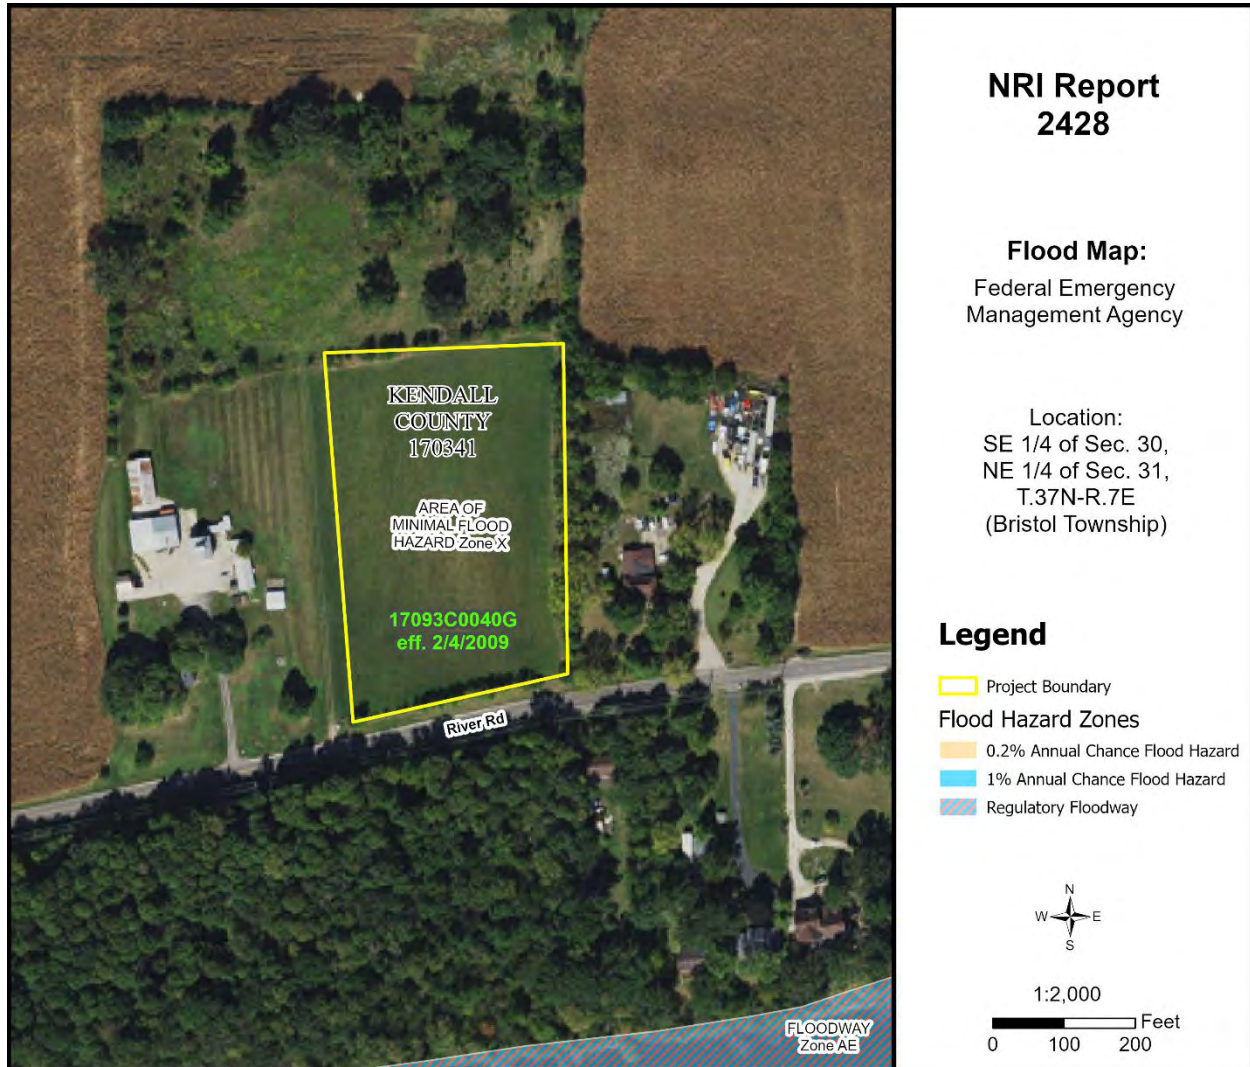 KENDALL
COUNTY
170341
AREA OF
MINIMAL FLOOD
HAZARD Zone X
17093C0040G
eff. 2/4/2009
River Rd
FLOODWAY
Zone AE
NRI Report
2428
Flood Map:
Federal Emergency
Management Agency
Location:
SE 1/4 of Sec. 30,
NE 1/4 of Sec. 31,
T.37N-R.7E
(Bristol Township)
Legend
Project Boundary
Flood Hazard Zones
0.2% Annual Chance Flood Hazard
1% Annual Chance Flood Hazard
Regulatory Floodway
N
W E
S
1:2,000
Feet
0 100 200